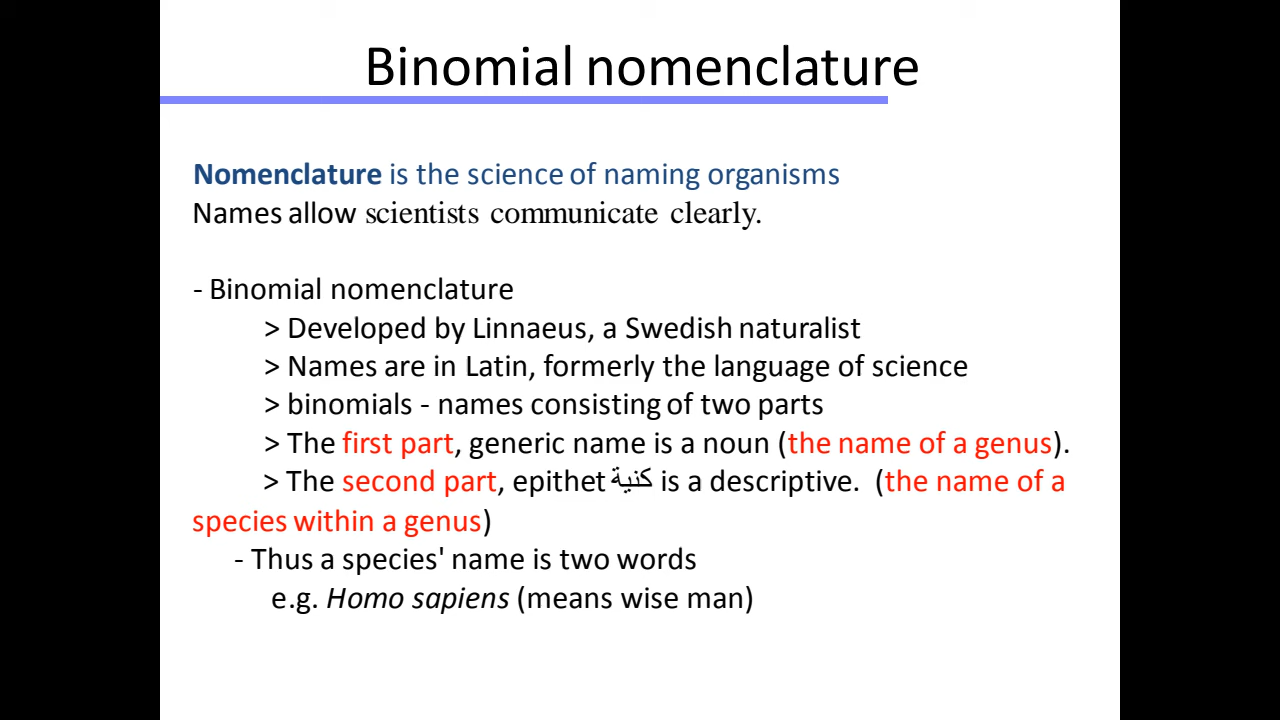 Binomial nomenclature
Nomenclature is the science of naming organisms
Names allow scientists communicate clearly.
- Binomial nomenclature
> Developed by Linnaeus, a Swedish naturalist
> Names are in Latin, formerly the language of science
> binomials - names consisting of two parts
> The first part, generic name is a noun (the name of a genus).
> The second part, epithet كنية is a descriptive. (the name of a
species within a genus)
- Thus a species' name is two words
e.g. Homo sapiens (means wise man)